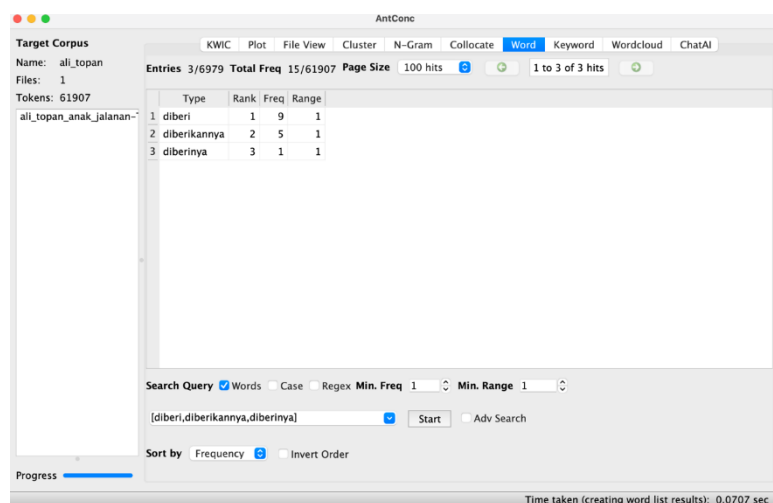 AntConc
Target Corpus
Name: ali_topan
Files: 1
Tokens: 61907
ali_topan_anak_jalanan-
KWIC Plot File View Cluster N-Gram Collocate Word Keyword Wordcloud ChatAI
Entries 3/6979 Total Freq 15/61907 Page Size 100 hits 1 to 3 of 3 hits
Type Rank Freq Range
1 diberi 1 9 1
2 diberikannya 2 5 1
3 diberinya 3 1 1
Search Query Words Case Regex Min. Freq 1 Min. Range 1
[diberi,diberikannya,diberinya] Start Adv Search
Sort by Frequency Invert Order
Progress
Time taken (creating word list results): 0.0707 sec